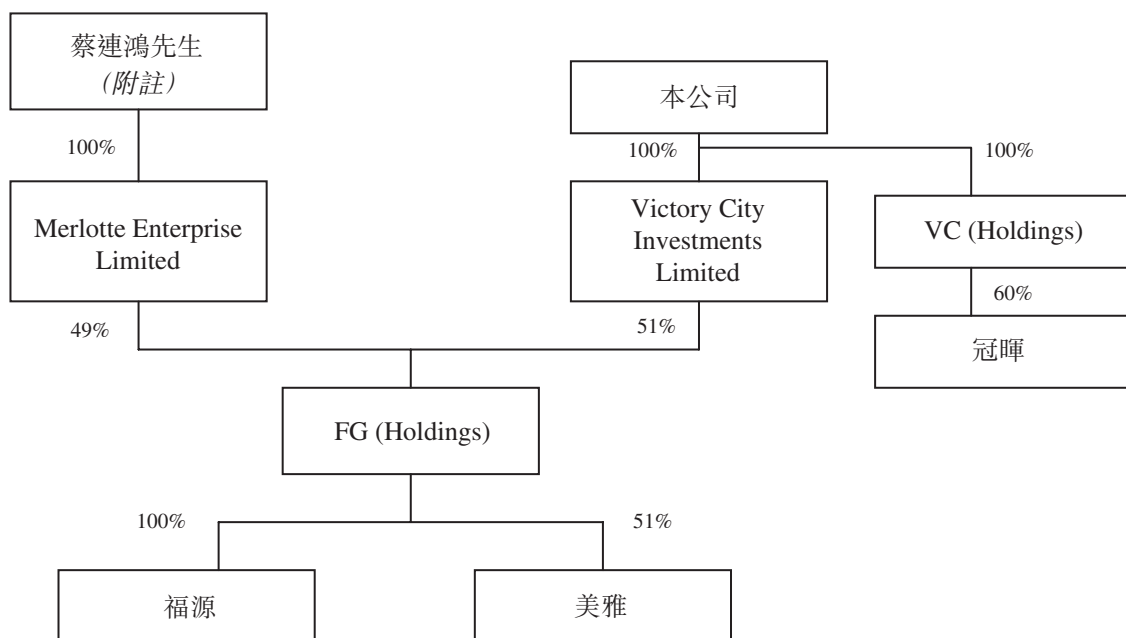 蔡連鴻先生
（附註）
本公司
100%
100%
100%
Merlotte Enterprise
Limited
Victory City
Investments
Limited
VC (Holdings)
49%
51%
60%
冠暉
FG (Holdings)
100%
51%
福源
美雅